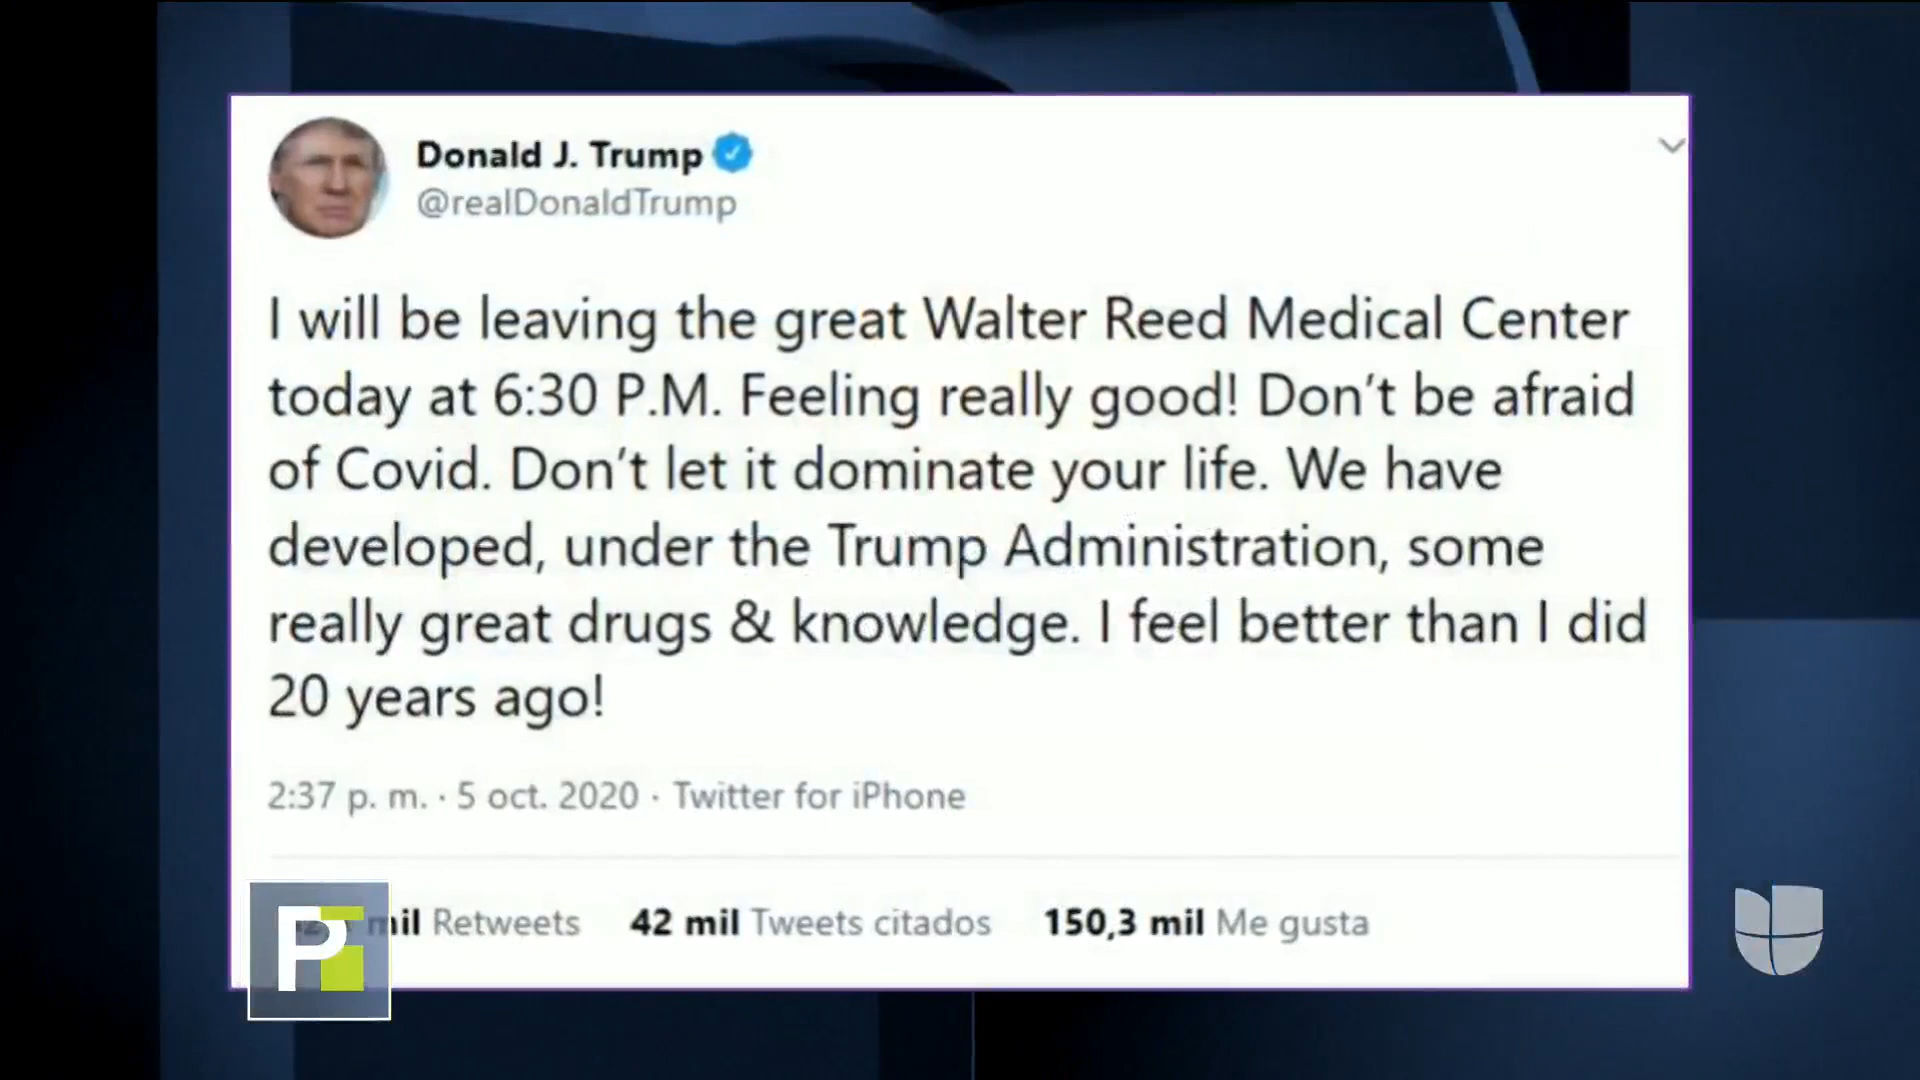 Donald J. Trump
@realDonaldTrump
I will be leaving the great Walter Reed Medical Center
today at 6:30 P.M. Feeling really good! Don't be afraid
of Covid. Don't let it dominate your life. We have
developed, under the Trump Administration, some
really great drugs & knowledge. I feel better than I did
20 years ago!
2:37 p. m. · 5 oct. 2020 · Twitter for iPhone
mil Retweets 42 mil Tweets citados 150,3 mil Me gusta